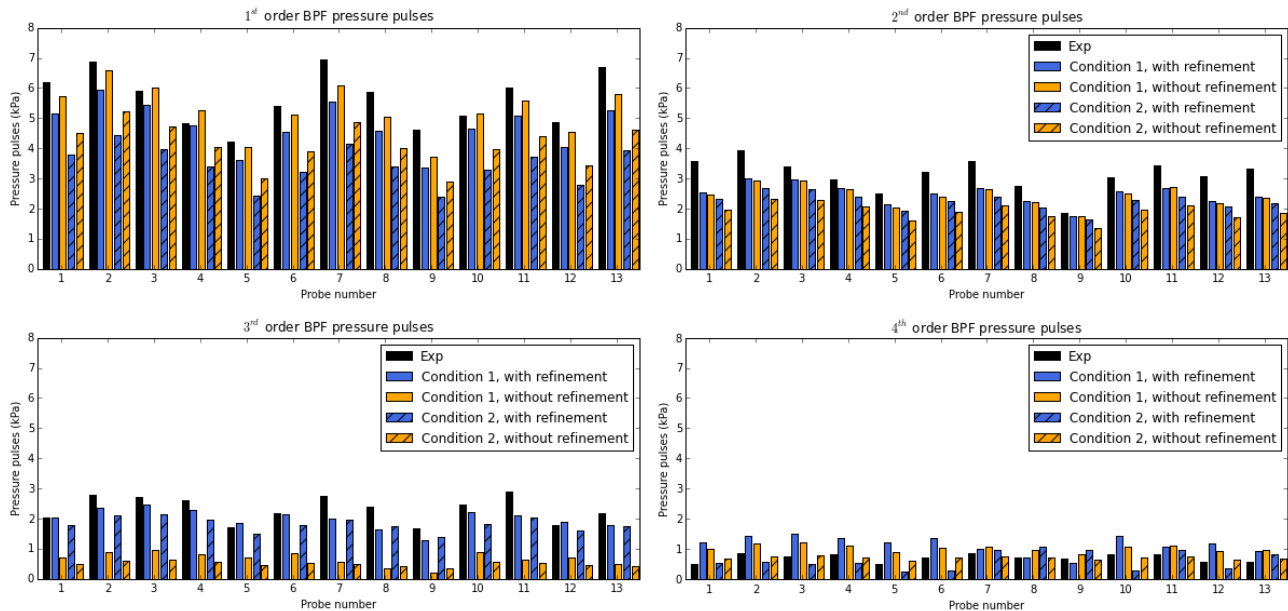 1st order BPF pressure pulses
8
7
6
5
4
3
2
1
0
Pressure pulses (kPa)
1 2 3 4 5 6 7 8 9 10 11 12 13
Probe number
2nd order BPF pressure pulses
Exp
Condition 1, with refinement
Condition 1, without refinement
Condition 2, with refinement
Condition 2, without refinement
8
7
6
5
4
3
2
1
0
Pressure pulses (kPa)
1 2 3 4 5 6 7 8 9 10 11 12 13
Probe number
3rd order BPF pressure pulses
Exp
Condition 1, with refinement
Condition 1, without refinement
Condition 2, with refinement
Condition 2, without refinement
8
7
6
5
4
3
2
1
0
Pressure pulses (kPa)
1 2 3 4 5 6 7 8 9 10 11 12 13
Probe number
4th order BPF pressure pulses
Exp
Condition 1, with refinement
Condition 1, without refinement
Condition 2, with refinement
Condition 2, without refinement
8
7
6
5
4
3
2
1
0
Pressure pulses (kPa)
1 2 3 4 5 6 7 8 9 10 11 12 13
Probe number